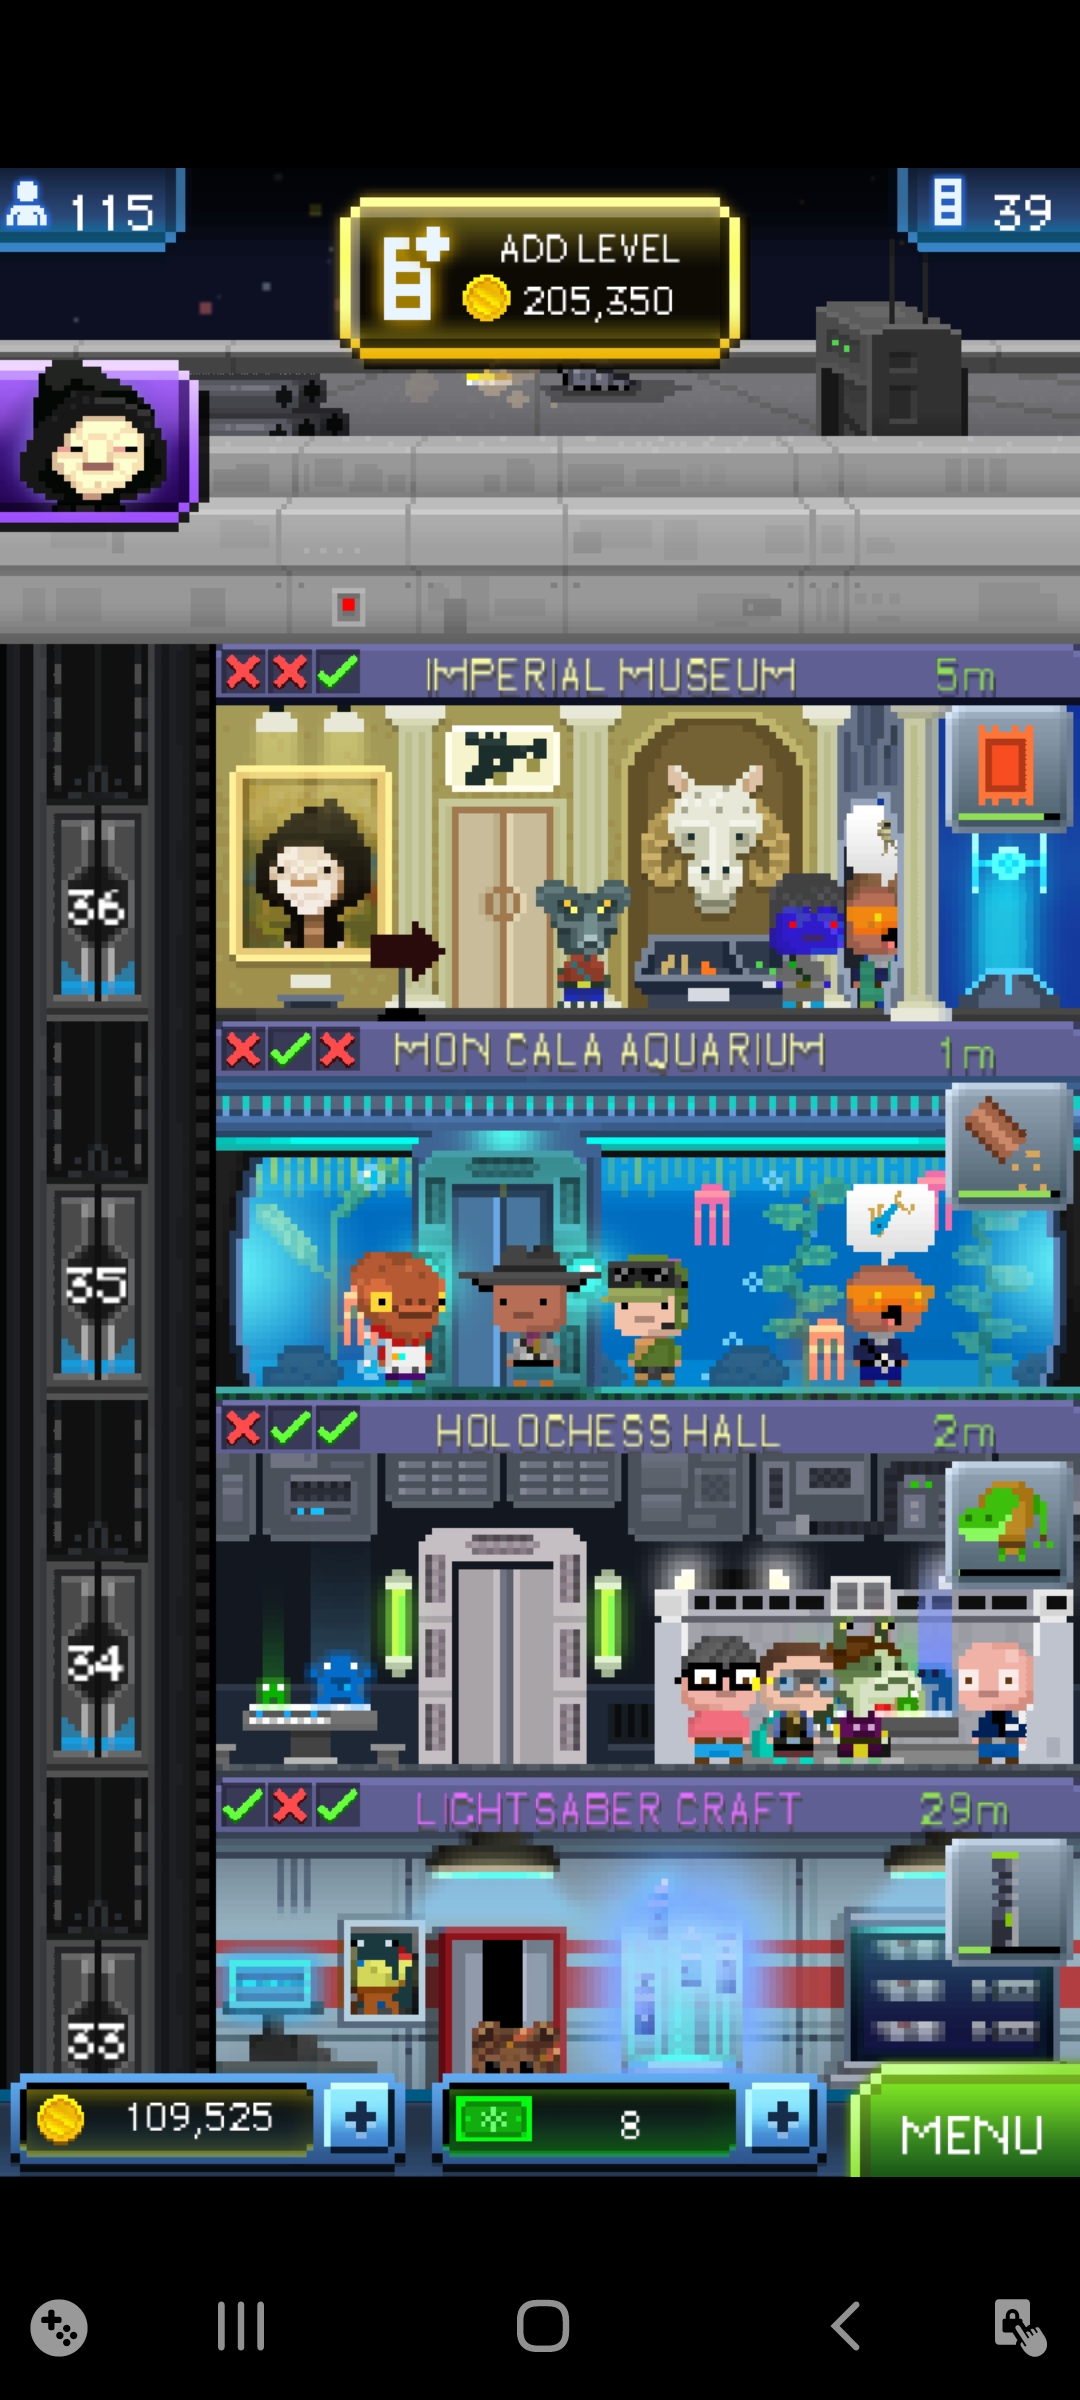 115
ADD LEVEL
205,350
39
IMPERIAL MUSEUM 5m
36
MON CALA AQUARIUM 1m
35
HOLOCHESS HALL 2m
34
LIGHTSABER CRAFT 29m
33
109,525
8
MENU